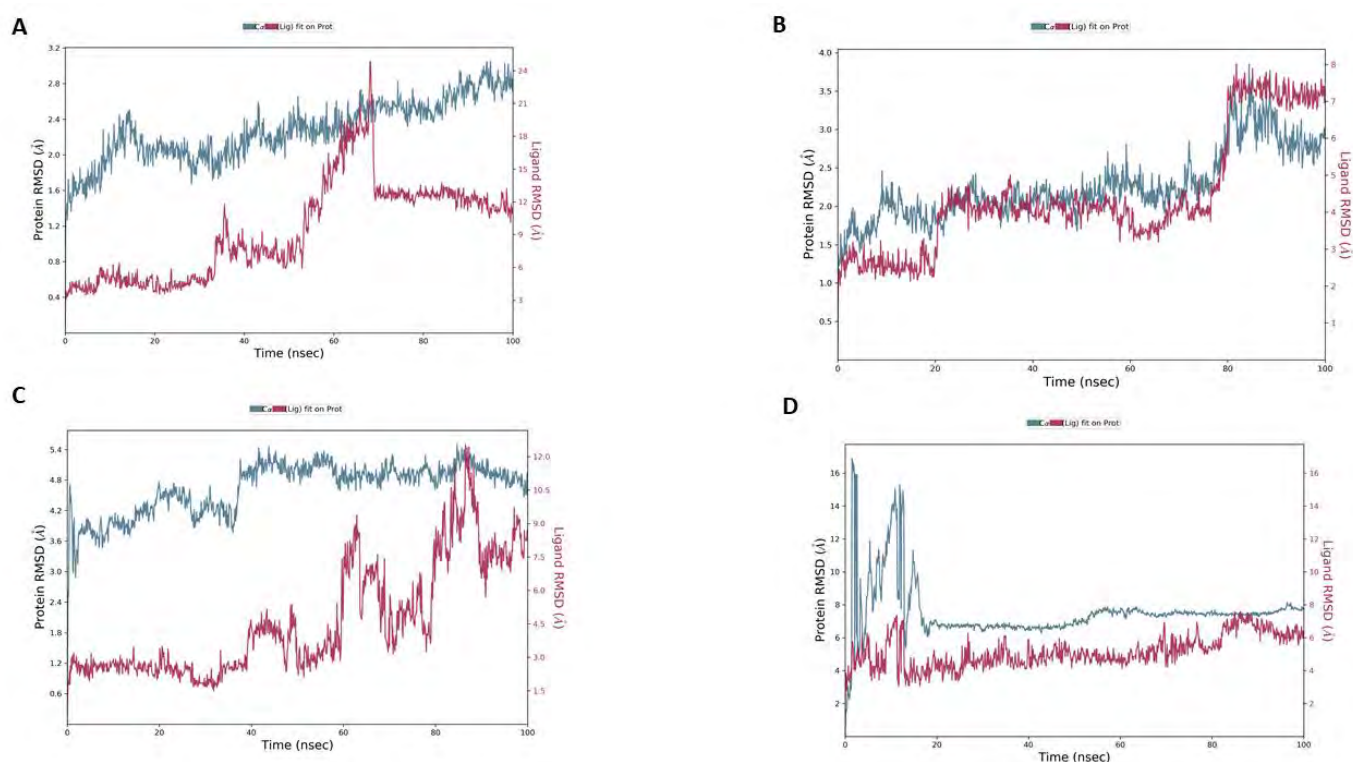 A
Cα (Lig) fit on Prot
3.2
2.8
2.4
2.0
1.6
1.2
0.8
0.4
Protein RMSD (Å)
24
21
18
15
12
9
6
3
Ligand RMSD (Å)
0 20 40 60 80 100
Time (nsec)
B
Cα (Lig) fit on Prot
4.0
3.5
3.0
2.5
2.0
1.5
1.0
0.5
Protein RMSD (Å)
8
7
6
5
4
3
2
1
Ligand RMSD (Å)
0 20 40 60 80 100
Time (nsec)
C
Cα (Lig) fit on Prot
5.4
4.8
4.2
3.6
3.0
2.4
1.8
1.2
0.6
Protein RMSD (Å)
12.0
10.5
9.0
7.5
6.0
4.5
3.0
1.5
Ligand RMSD (Å)
0 20 40 60 80 100
Time (nsec)
D
Cα (Lig) fit on Prot
16
14
12
10
8
6
4
2
Protein RMSD (Å)
16
14
12
10
8
6
4
2
Ligand RMSD (Å)
0 20 40 60 80 100
Time (nsec)